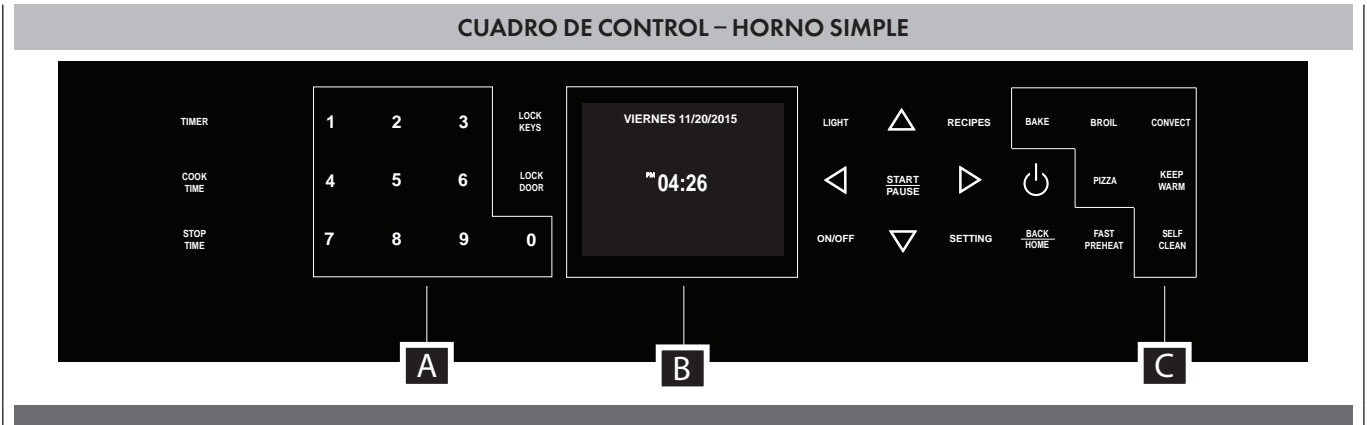 CUADRO DE CONTROL – HORNO SIMPLE
TIMER
1 2 3
LOCK
KEYS
COOK
TIME
4 5 6
LOCK
DOOR
STOP
TIME
7 8 9 0
VIERNES 11/20/2015
PM 04:26
LIGHT
RECIPES
BAKE
BROIL
CONVECT
START
PAUSE
PIZZA
KEEP
WARM
ON/OFF
SETTING
BACK
HOME
FAST
PREHEAT
SELF
CLEAN
A
B
C